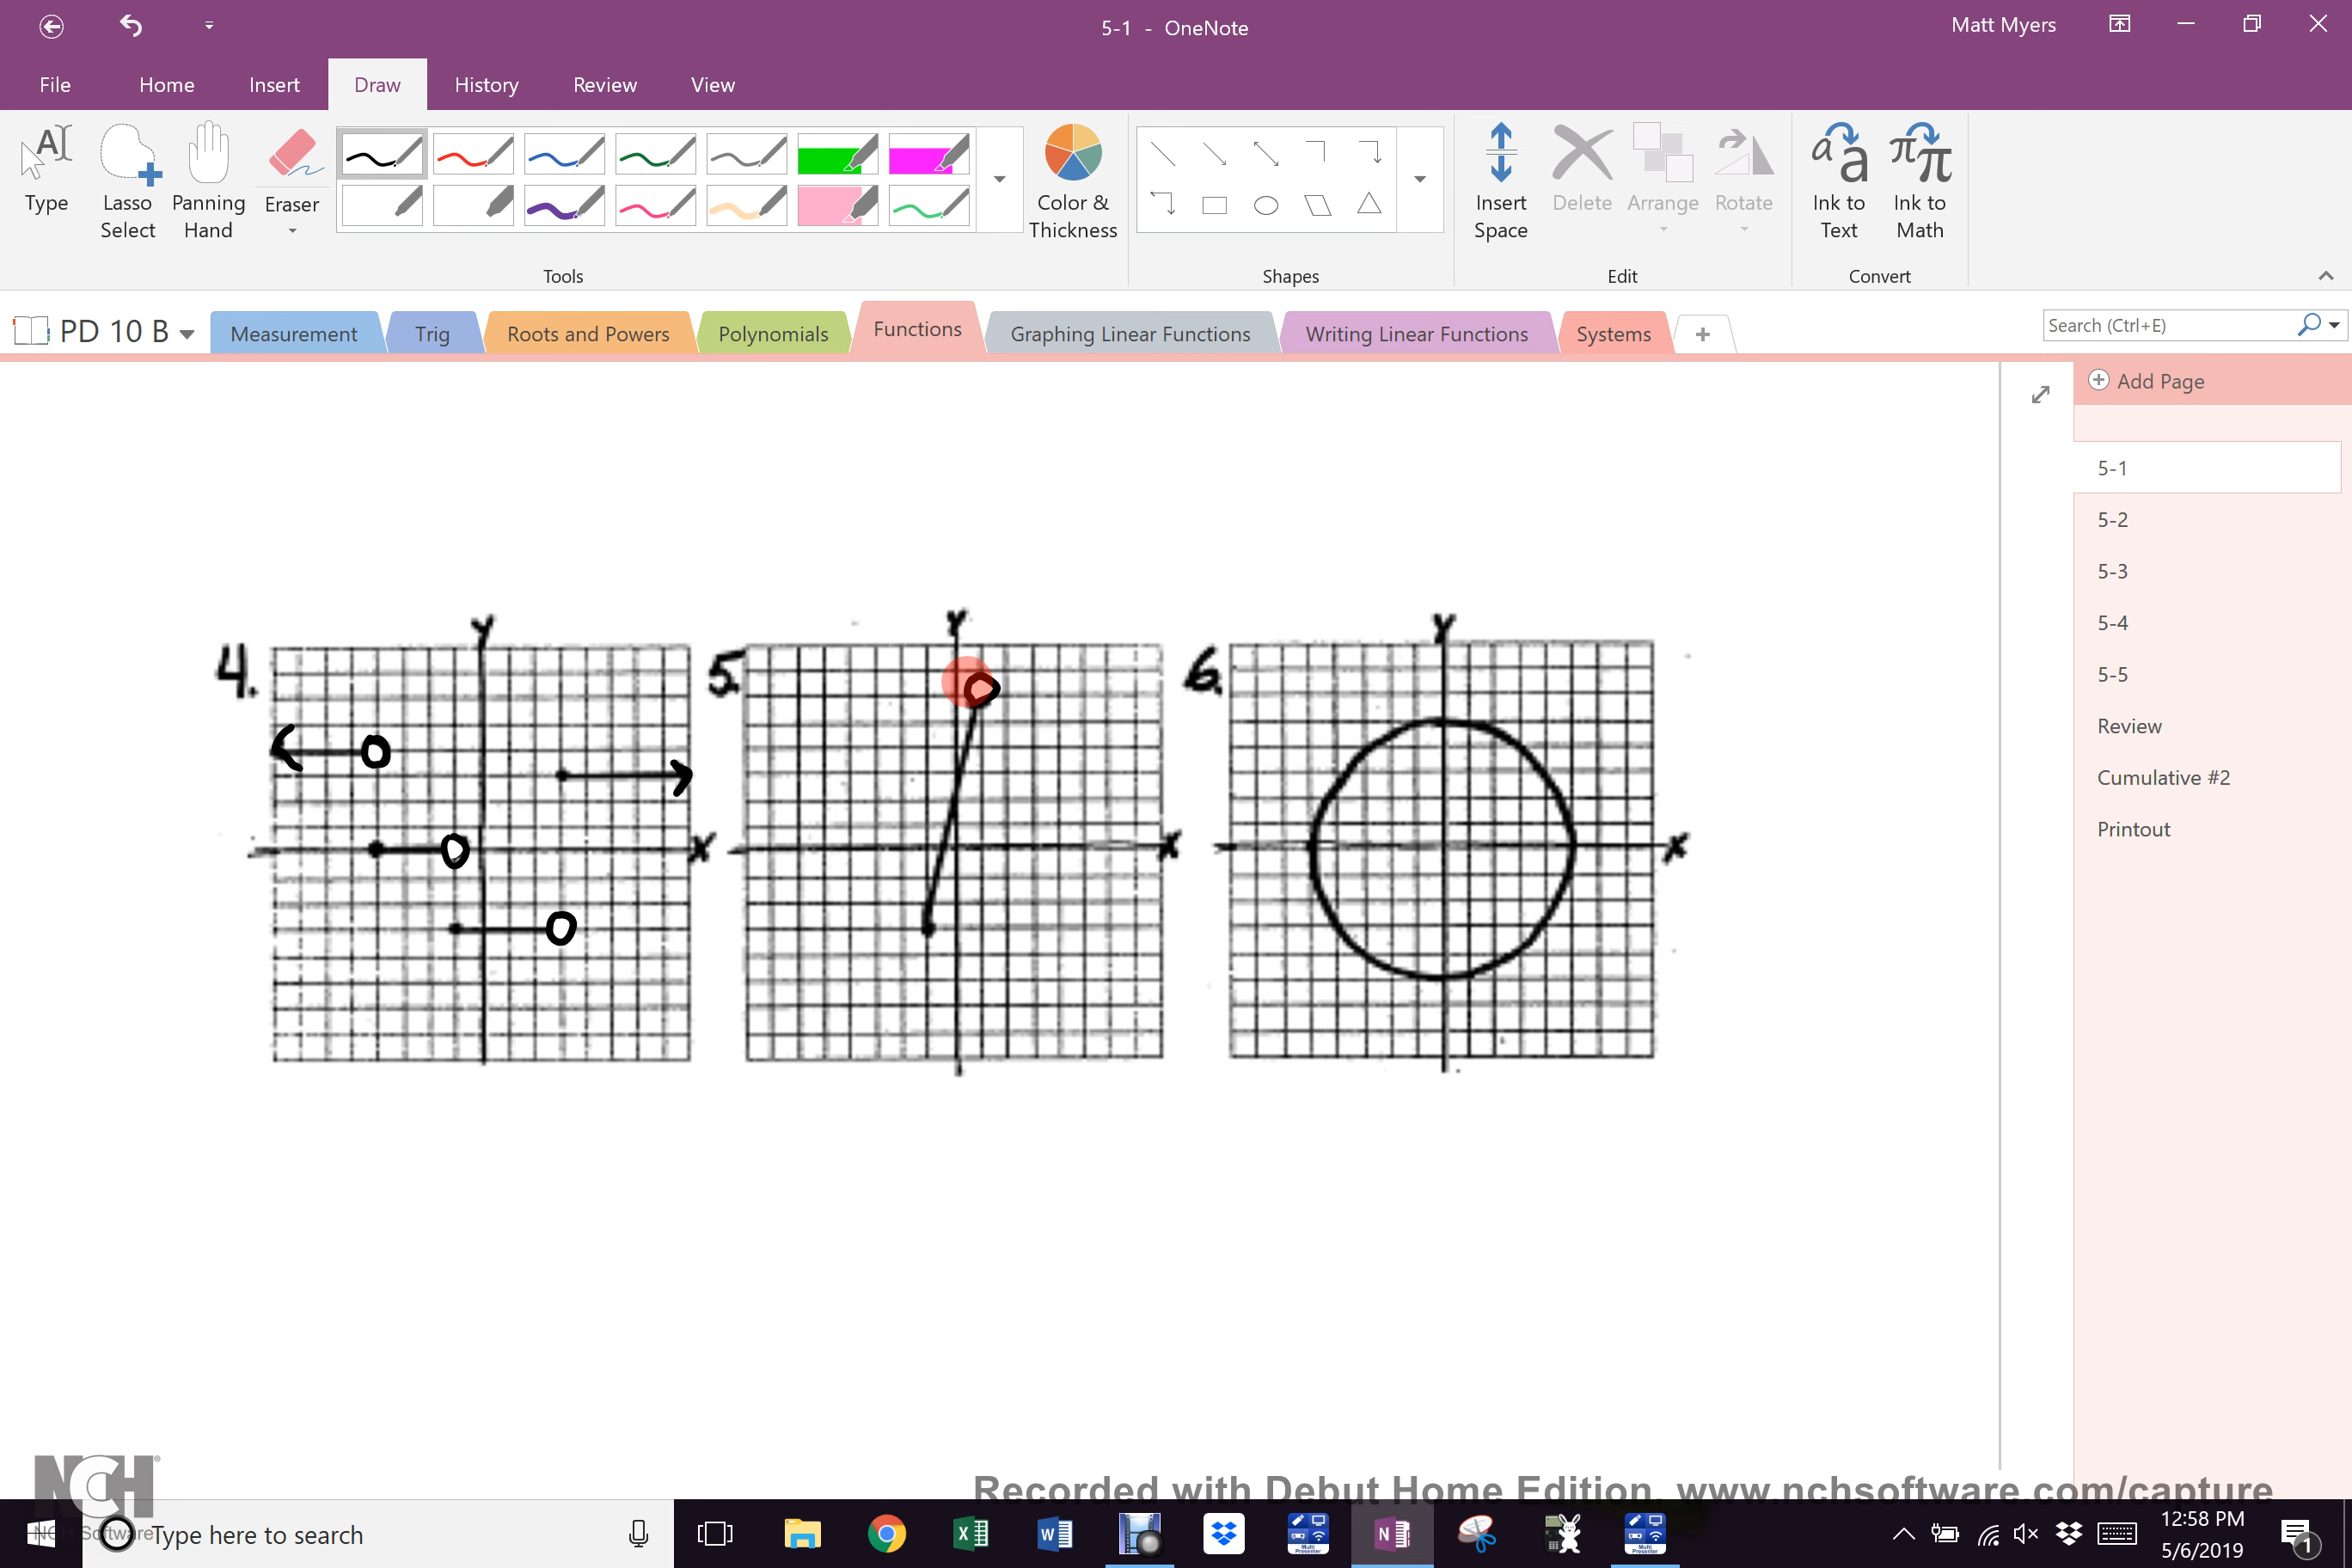 5-1 - OneNote
Matt Myers
File Home Insert Draw History Review View
Type
Lasso Select
Panning Hand
Eraser
Color & Thickness
Insert Space
Delete
Arrange
Rotate
Ink to Text
Ink to Math
Tools
Shapes
Edit
Convert
PD 10 B
Measurement
Trig
Roots and Powers
Polynomials
Functions
Graphing Linear Functions
Writing Linear Functions
Systems
Search (Ctrl+E)
Add Page
5-1
5-2
5-3
5-4
5-5
Review
Cumulative #2
Printout
4.
Y
X
5.
Y
X
6.
Y
X
NCH
NCH Software
Recorded with Debut Home Edition. www.nchsoftware.com/capture
Type here to search
12:58 PM
5/6/2019
1